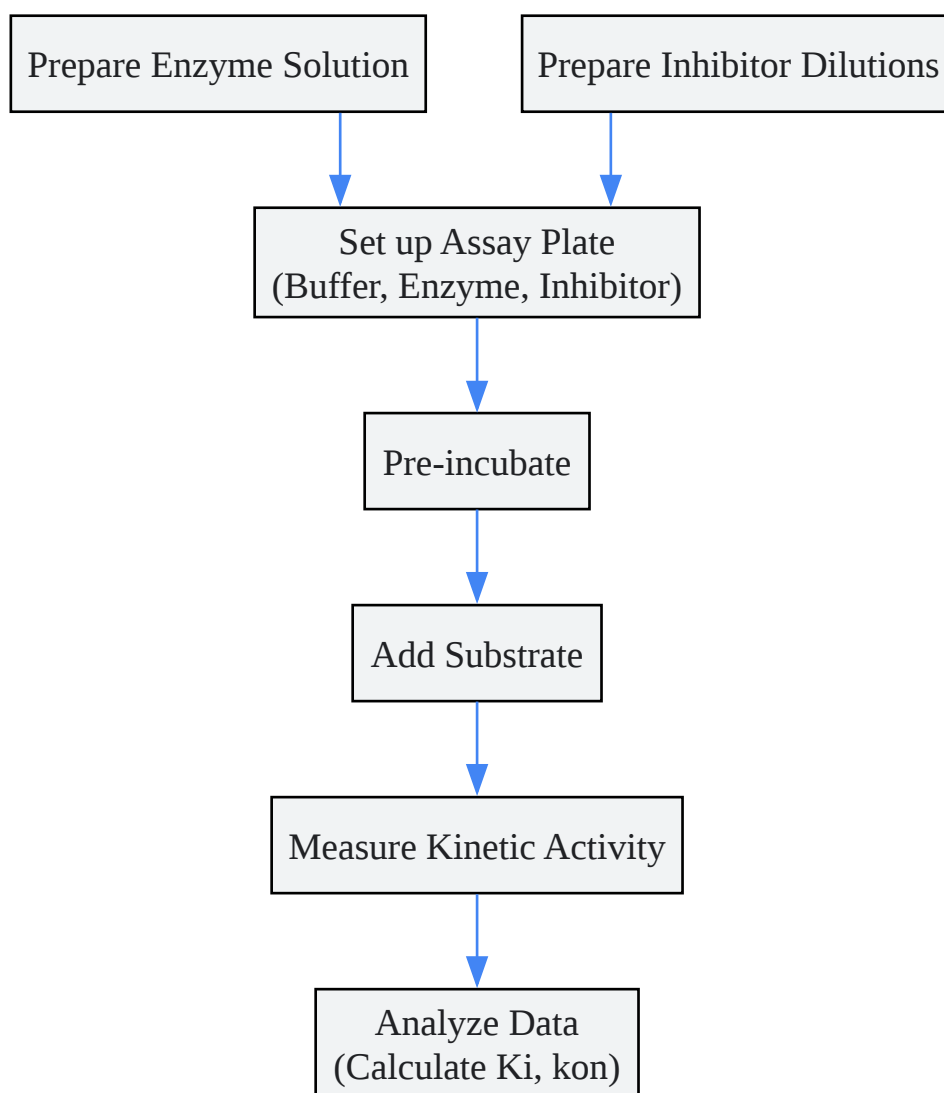 Prepare Enzyme Solution
Prepare Inhibitor Dilutions
Set up Assay Plate
(Buffer, Enzyme, Inhibitor)
Pre-incubate
Add Substrate
Measure Kinetic Activity
Analyze Data
(Calculate Ki, kon)